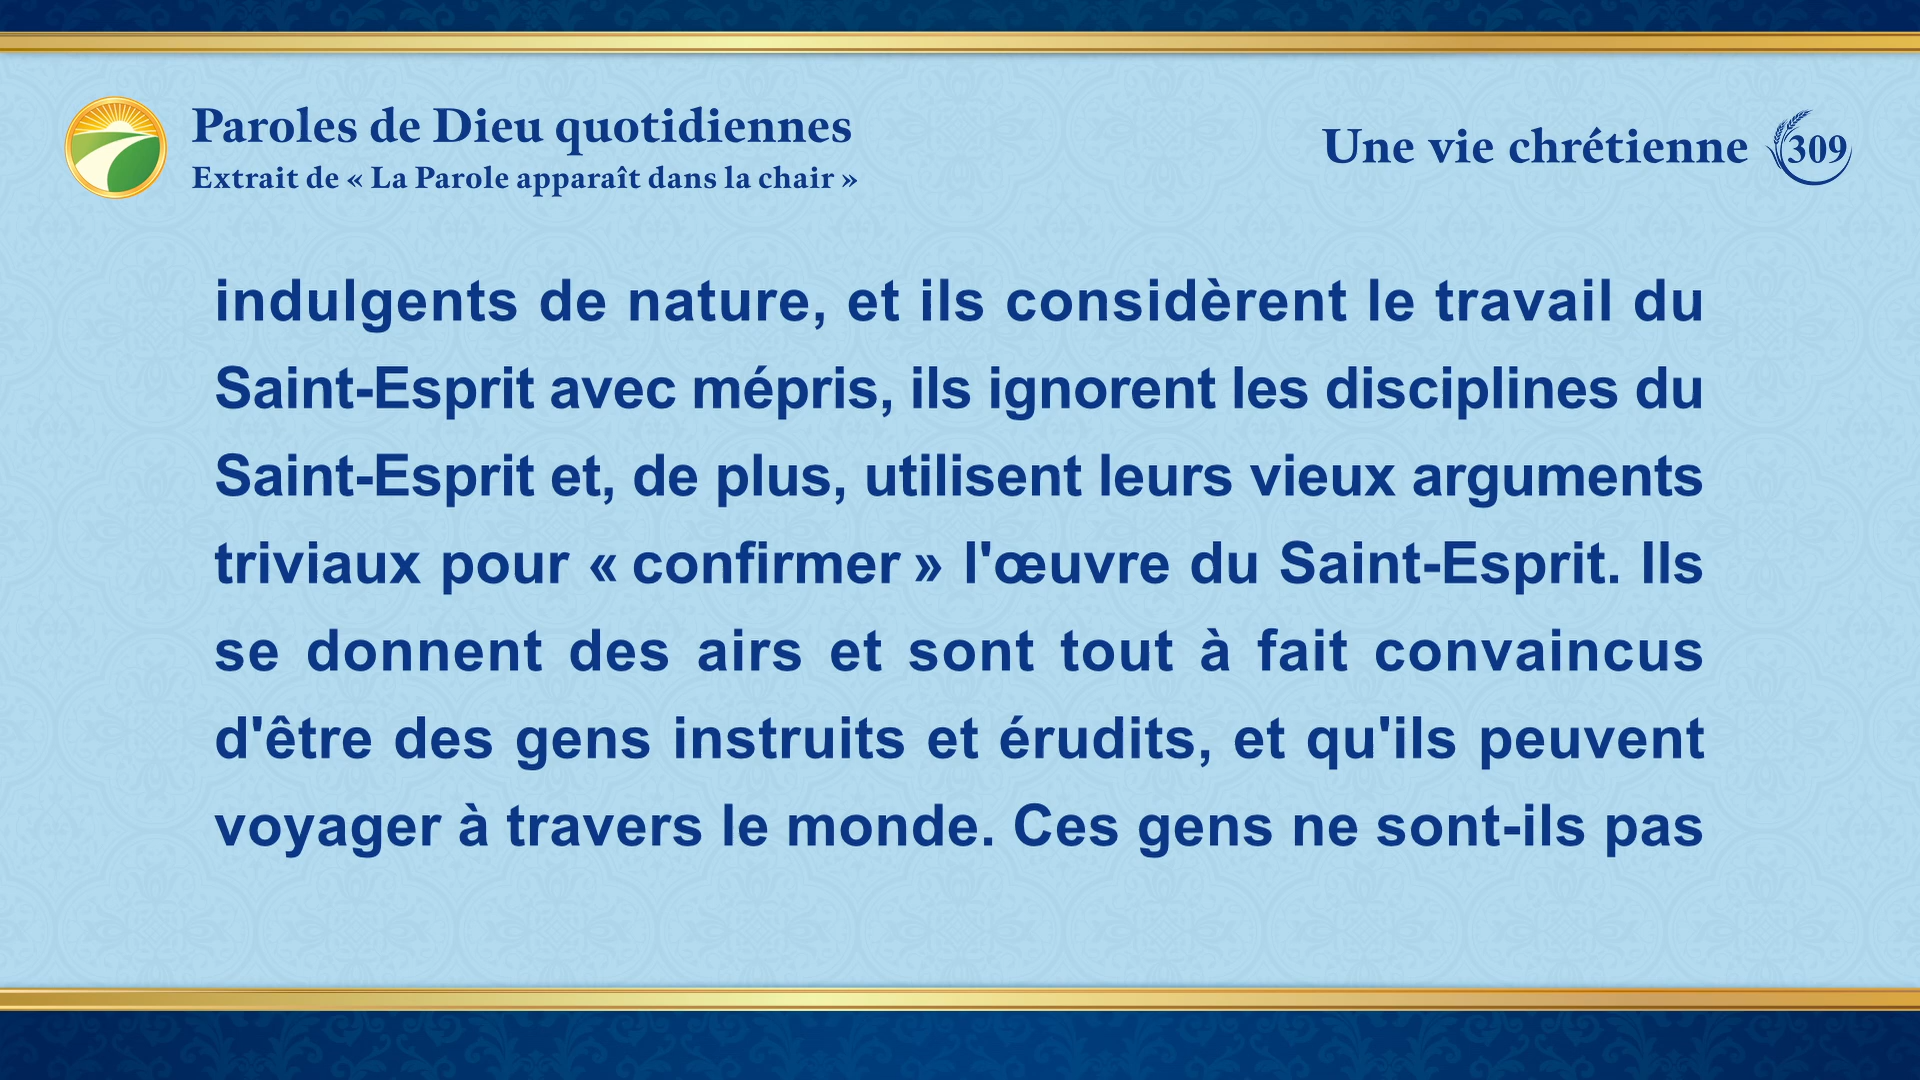 Paroles de Dieu quotidiennes
Extrait de « La Parole apparaît dans la chair »
Une vie chrétienne 309
indulgents de nature, et ils considèrent le travail du
Saint-Esprit avec mépris, ils ignorent les disciplines du
Saint-Esprit et, de plus, utilisent leurs vieux arguments
triviaux pour « confirmer » l'œuvre du Saint-Esprit. Ils
se donnent des airs et sont tout à fait convaincus
d'être des gens instruits et érudits, et qu'ils peuvent
voyager à travers le monde. Ces gens ne sont-ils pas